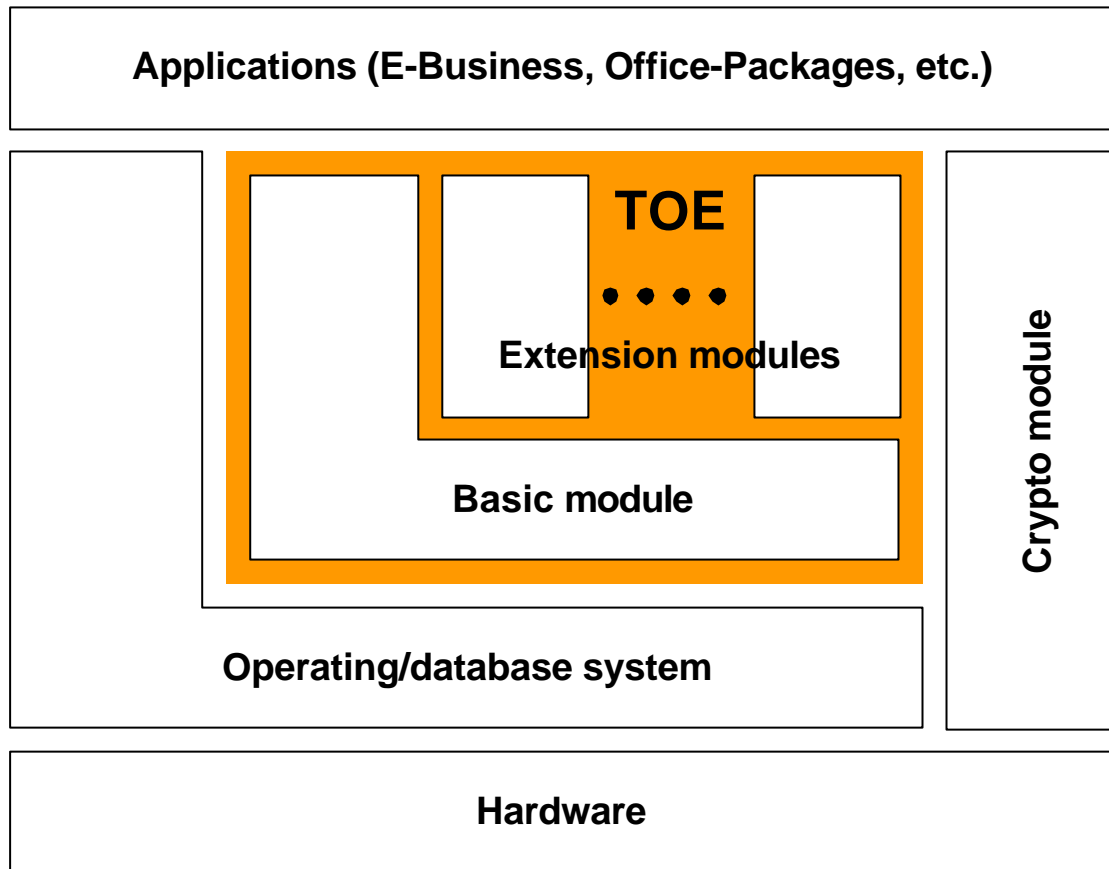 Applications (E-Business, Office-Packages, etc.)
TOE
Extension modules
Basic module
Crypto module
Operating/database system
Hardware